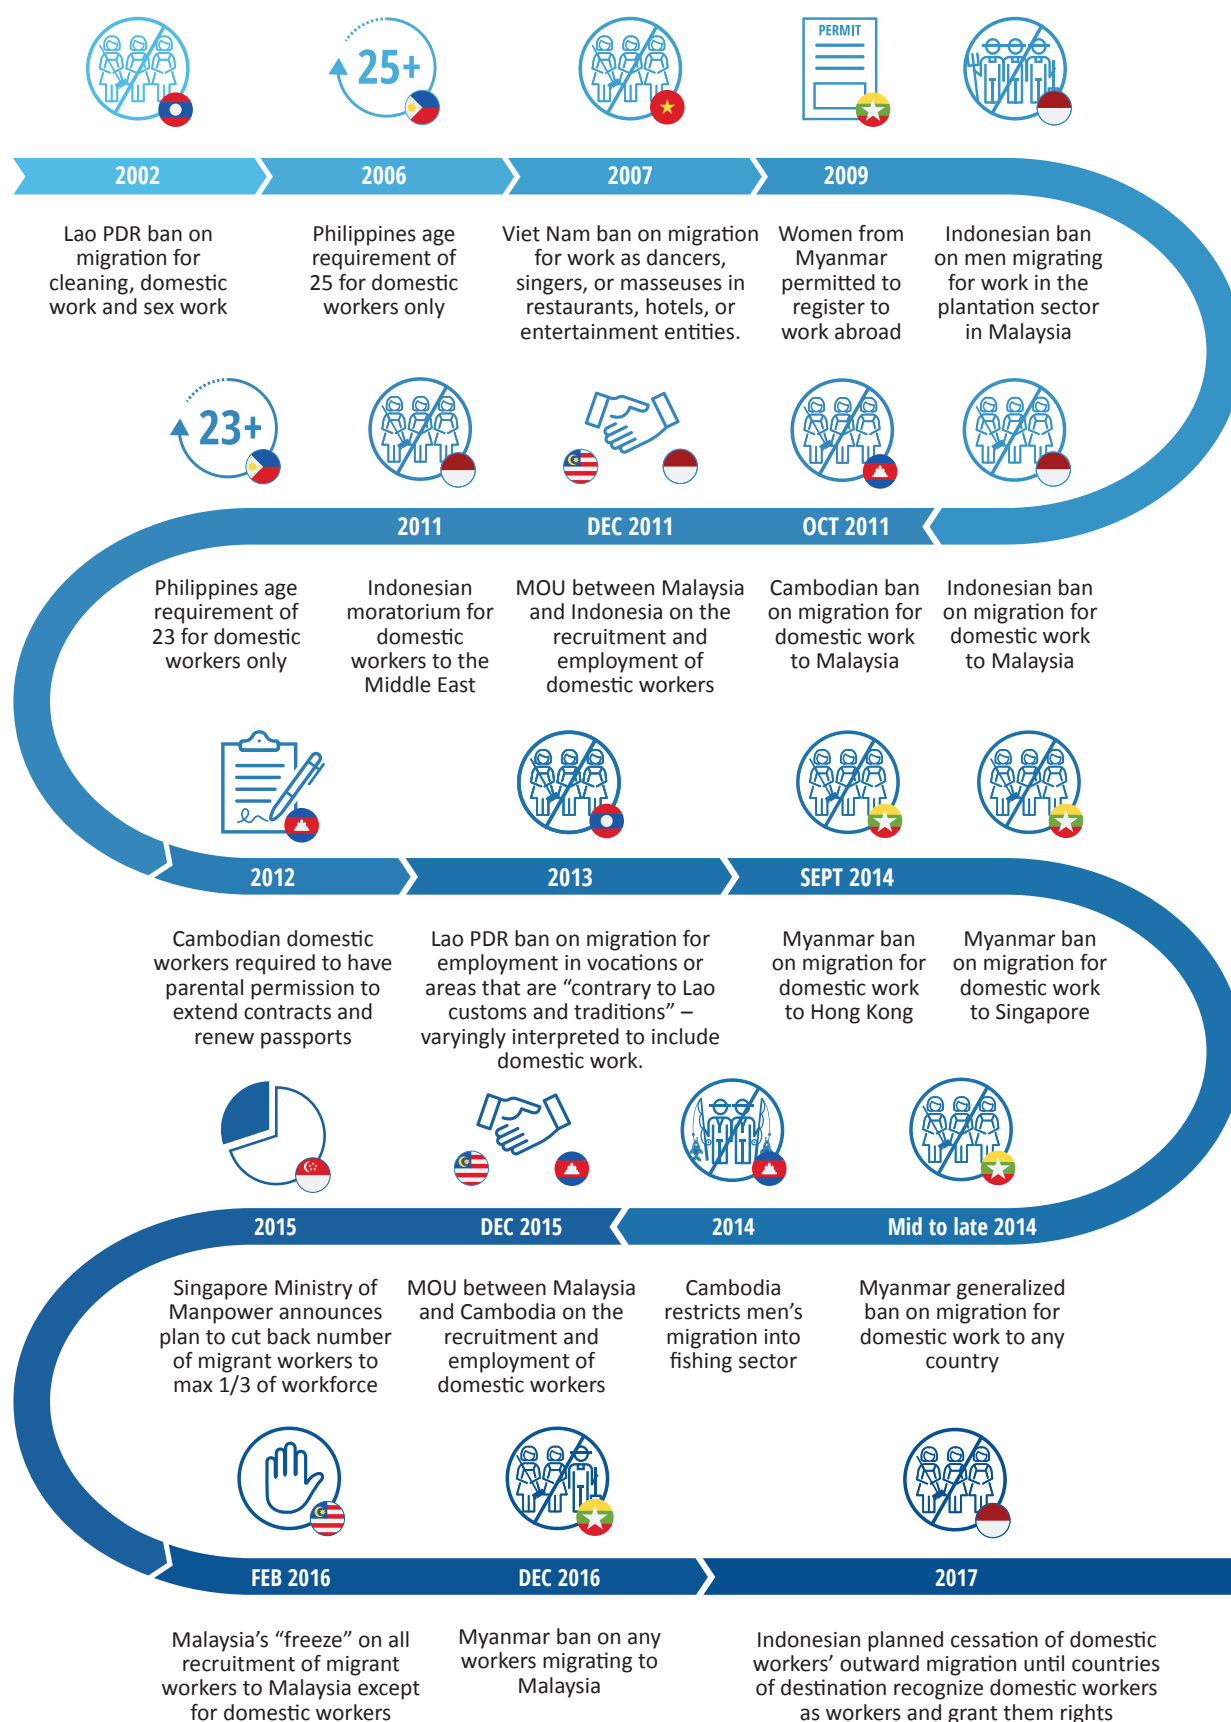 25+
PERMIT
2002
2006
2007
2009
Lao PDR ban on
migration for
cleaning, domestic
work and sex work
Philippines age
requirement of
25 for domestic
workers only
Viet Nam ban on migration
for work as dancers,
singers, or masseuses in
restaurants, hotels, or
entertainment entities.
Women from
Myanmar
permitted to
register to
work abroad
Indonesian ban
on men migrating
for work in the
plantation sector
in Malaysia
23+
2011
DEC 2011
OCT 2011
Philippines age
requirement of
23 for domestic
workers only
Indonesian
moratorium for
domestic
workers to the
Middle East
MOU between Malaysia
and Indonesia on the
recruitment and
employment of
domestic workers
Cambodian ban
on migration for
domestic work
to Malaysia
Indonesian ban
on migration for
domestic work
to Malaysia
2012
2013
SEPT 2014
Cambodian domestic
workers required to have
parental permission to
extend contracts and
renew passports
Lao PDR ban on migration for
employment in vocations or
areas that are “contrary to Lao
customs and traditions” –
varyingly interpreted to include
domestic work.
Myanmar ban
on migration for
domestic work
to Hong Kong
Myanmar ban
on migration for
domestic work
to Singapore
2015
DEC 2015
2014
Mid to late 2014
Singapore Ministry of
Manpower announces
plan to cut back number
of migrant workers to
max 1/3 of workforce
MOU between Malaysia
and Cambodia on the
recruitment and
employment of
domestic workers
Cambodia
restricts men’s
migration into
fishing sector
Myanmar generalized
ban on migration for
domestic work to any
country
FEB 2016
DEC 2016
2017
Malaysia’s “freeze” on all
recruitment of migrant
workers to Malaysia except
for domestic workers
Myanmar ban on any
workers migrating to
Malaysia
Indonesian planned cessation of domestic
workers’ outward migration until countries
of destination recognize domestic workers
as workers and grant them rights